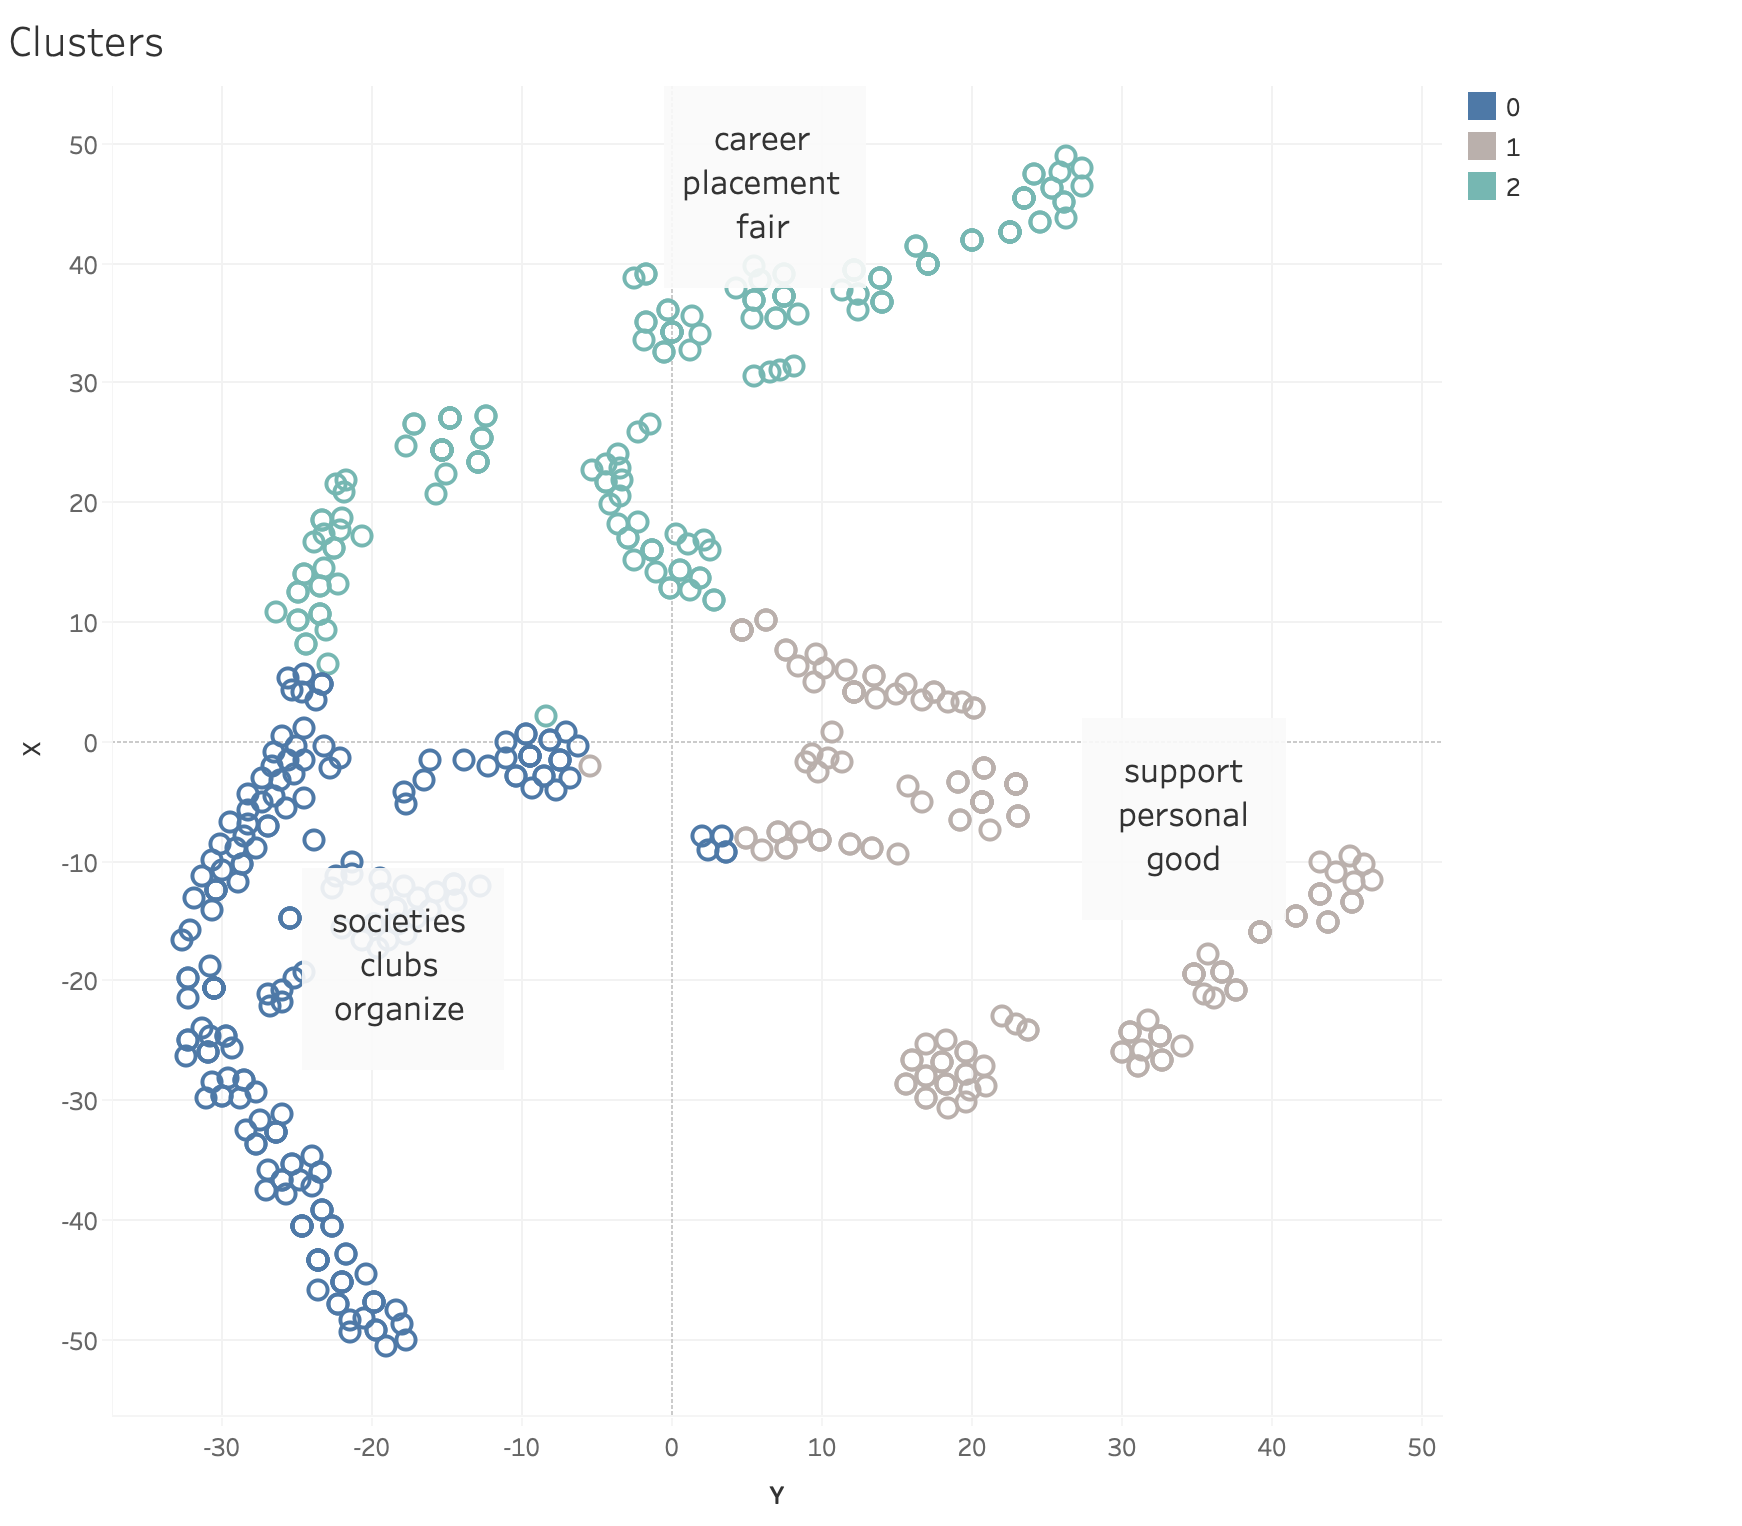 Clusters
0
1
2
career
placement
fair
support
personal
good
societies
clubs
organize
50
40
30
20
10
0
-10
-20
-30
-40
-50
X
-30 -20 -10 0 10 20 30 40 50
Y